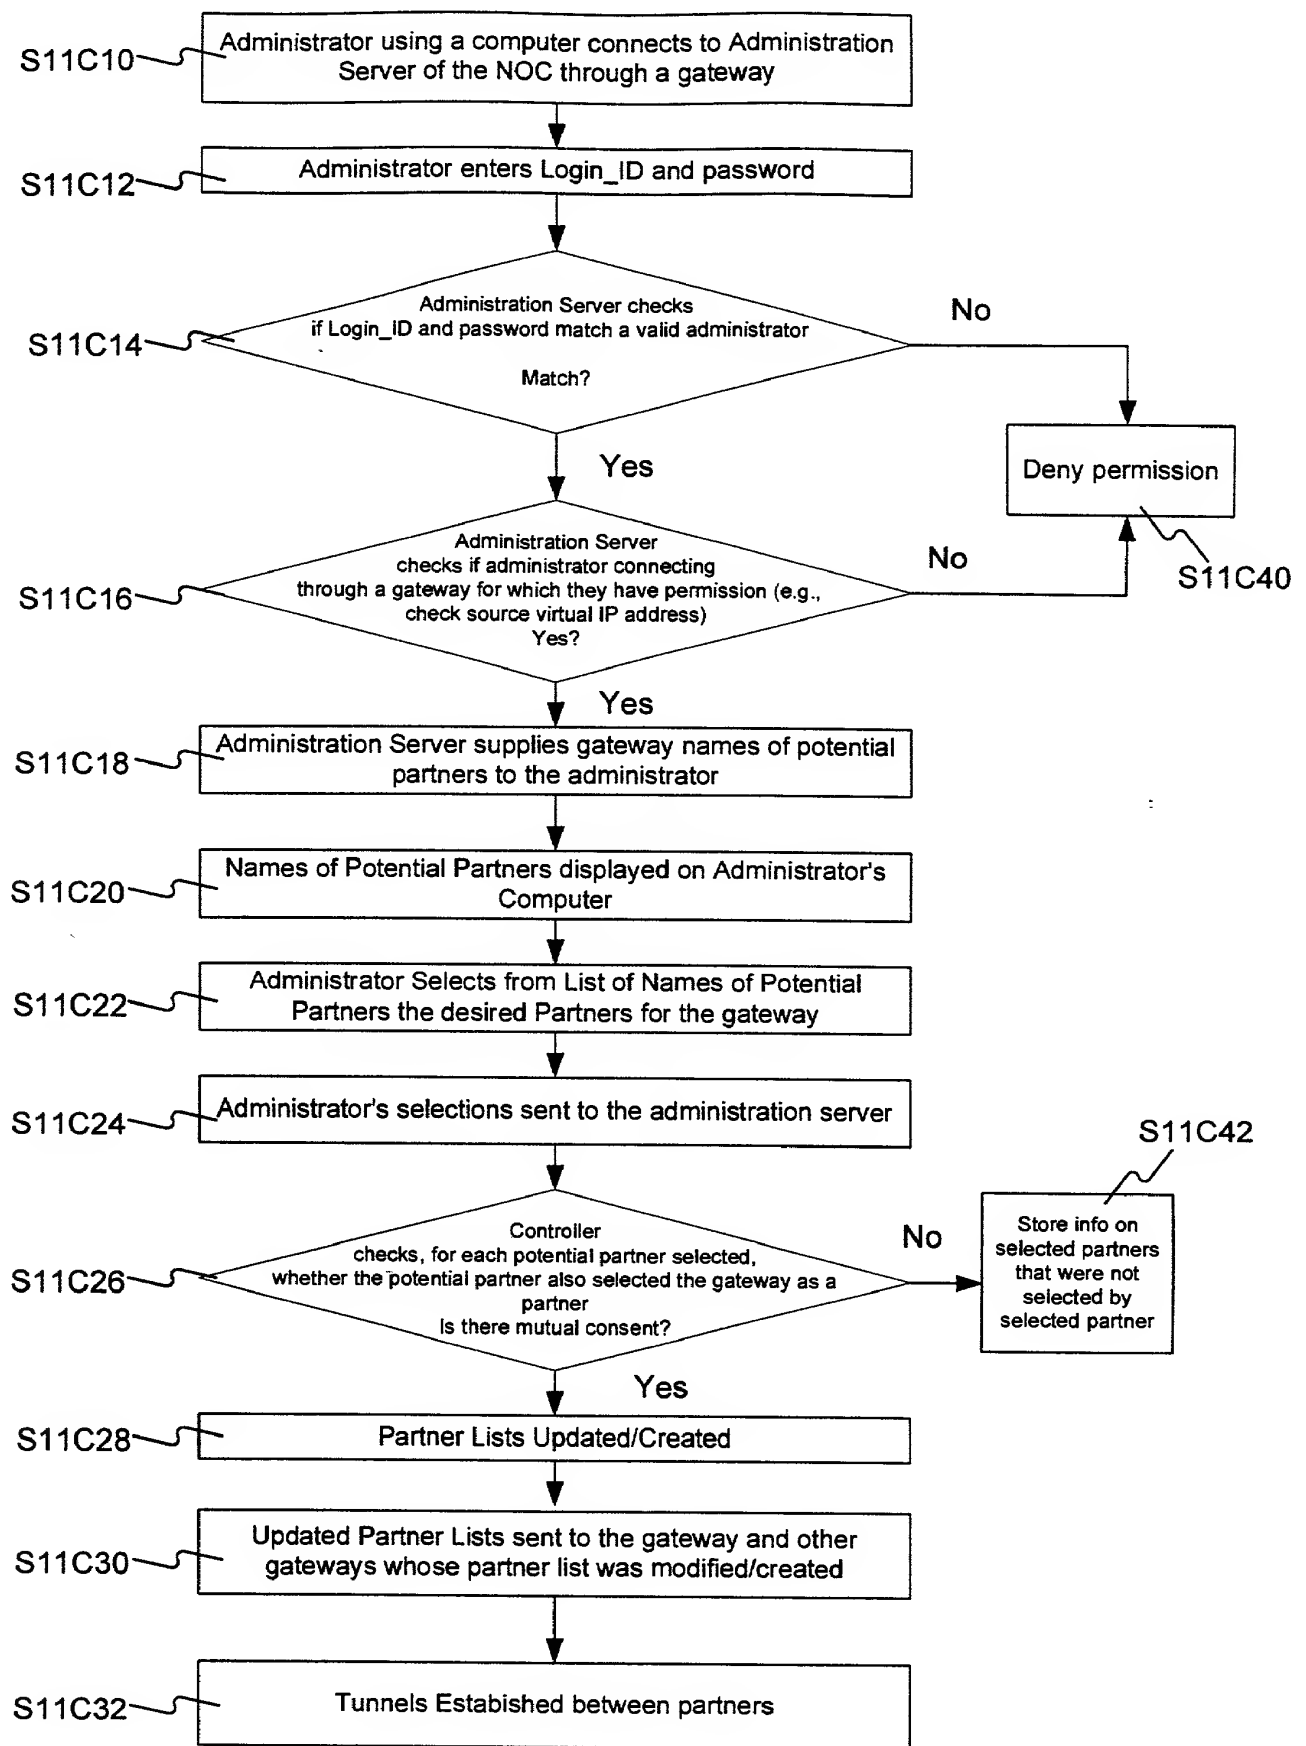 S11C10
Administrator using a computer connects to Administration
Server of the NOC through a gateway
S11C12
Administrator enters Login_ID and password
S11C14
Administration Server checks
if Login_ID and password match a valid administrator
Match?
No
Yes
Deny permission
S11C40
S11C16
Administration Server
checks if administrator connecting
through a gateway for which they have permission (e.g.,
check source virtual IP address)
Yes?
No
Yes
S11C18
Administration Server supplies gateway names of potential
partners to the administrator
S11C20
Names of Potential Partners displayed on Administrator's
Computer
S11C22
Administrator Selects from List of Names of Potential
Partners the desired Partners for the gateway
S11C24
Administrator's selections sent to the administration server
S11C42
S11C26
Controller
checks, for each potential partner selected,
whether the potential partner also selected the gateway as a
partner
Is there mutual consent?
No
Store info on
selected partners
that were not
selected by
selected partner
Yes
S11C28
Partner Lists Updated/Created
S11C30
Updated Partner Lists sent to the gateway and other
gateways whose partner list was modified/created
S11C32
Tunnels Estabished between partners